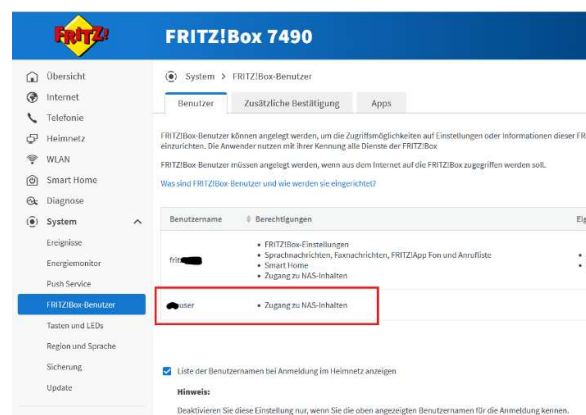 FRITZ!
FRITZ!Box 7490
Übersicht
Internet
Telefonie
Heimnetz
WLAN
Smart Home
Diagnose
System
Ereignisse
Energiemonitor
Push Service
FRITZ!Box-Benutzer
Tasten und LEDs
Region und Sprache
Sicherung
Update
System > FRITZ!Box-Benutzer
Benutzer Zusätzliche Bestätigung Apps
FRITZ!Box-Benutzer können angelegt werden, um die Zugriffsmöglichkeiten auf Einstellungen oder Informationen dieser FR
einzurichten. Die Anwender nutzen mit ihrer Kennung alle Dienste der FRITZ!Box
FRITZ!Box-Benutzer müssen angelegt werden, wenn aus dem Internet auf die FRITZ!Box zugegriffen werden soll.
Was sind FRITZ!Box-Benutzer und wie werden sie eingerichtet?
Benutzername Berechtigungen Eig
• FRITZ!Box-Einstellungen
• Sprachnachrichten, Faxnachrichten, FRITZ!App Fon und Anrufliste
fritz • Smart Home
• Zugang zu NAS-Inhalten
user • Zugang zu NAS-Inhalten
Liste der Benutzernamen bei Anmeldung im Heimnetz anzeigen
Hinweis:
Deaktivieren Sie diese Einstellung nur, wenn Sie die oben angezeigten Benutzernamen für die Anmeldung kennen.